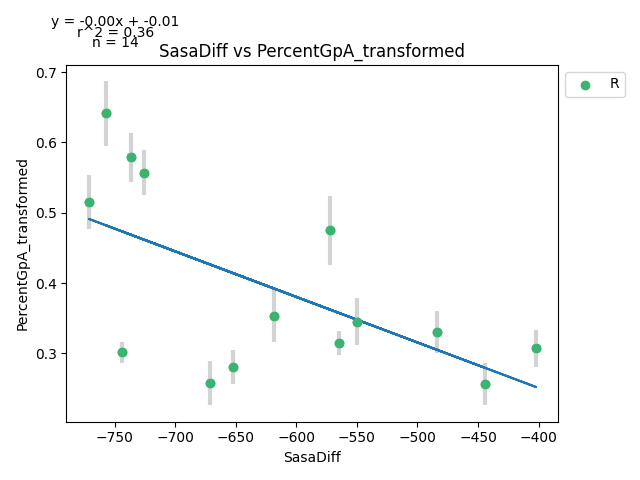 y = -0.00x + -0.01
r^2 = 0.36
n = 14
SasaDiff vs PercentGpA_transformed
R
PercentGpA_transformed
0.7
0.6
0.5
0.4
0.3
−750 −700 −650 −600 −550 −500 −450 −400
SasaDiff